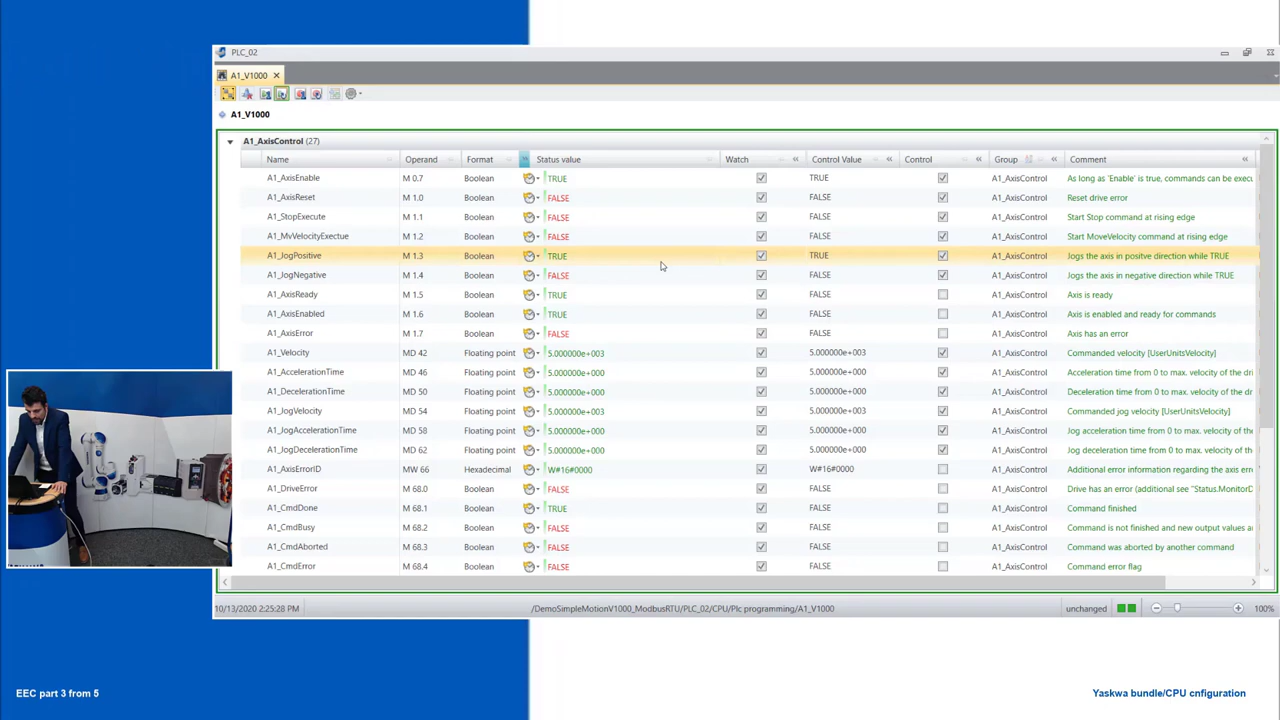 PLC_02
A1_V1000
A1_V1000
A1_AxisControl (27)
Name Operand Format Status value Watch Control Value Control Group Comment
A1_AxisEnable M 0.7 Boolean TRUE TRUE A1_AxisControl As long as 'Enable' is true, commands can be execu
A1_AxisReset M 1.0 Boolean FALSE FALSE A1_AxisControl Reset drive error
A1_StopExecute M 1.1 Boolean FALSE FALSE A1_AxisControl Start Stop command at rising edge
A1_MvVelocityExectue M 1.2 Boolean FALSE FALSE A1_AxisControl Start MoveVelocity command at rising edge
A1_JogPositive M 1.3 Boolean TRUE TRUE A1_AxisControl Jogs the axis in positve direction while TRUE
A1_JogNegative M 1.4 Boolean FALSE FALSE A1_AxisControl Jogs the axis in negative direction while TRUE
A1_AxisReady M 1.5 Boolean TRUE FALSE A1_AxisControl Axis is ready
A1_AxisEnabled M 1.6 Boolean TRUE FALSE A1_AxisControl Axis is enabled and ready for commands
A1_AxisError M 1.7 Boolean FALSE FALSE A1_AxisControl Axis has an error
A1_Velocity MD 42 Floating point 5.000000e+003 5.000000e+003 A1_AxisControl Commanded velocity [UserUnitsVelocity]
A1_AccelerationTime MD 46 Floating point 5.000000e+000 5.000000e+000 A1_AxisControl Acceleration time from 0 to max. velocity of the dri
A1_DecelerationTime MD 50 Floating point 5.000000e+000 5.000000e+000 A1_AxisControl Deceleration time from 0 to max. velocity of the dr
A1_JogVelocity MD 54 Floating point 5.000000e+003 5.000000e+003 A1_AxisControl Commanded jog velocity [UserUnitsVelocity]
A1_JogAccelerationTime MD 58 Floating point 5.000000e+000 5.000000e+000 A1_AxisControl Jog acceleration time from 0 to max. velocity of
A1_JogDecelerationTime MD 62 Floating point 5.000000e+000 5.000000e+000 A1_AxisControl Jog deceleration time from 0 to max. velocity of
A1_AxisErrorID MW 66 Hexadecimal W#16#0000 W#16#0000 A1_AxisControl Additional error information regarding the axis err
A1_DriveError M 68.0 Boolean FALSE FALSE A1_AxisControl Drive has an error (additional see "Status.MonitorD
A1_CmdDone M 68.1 Boolean TRUE FALSE A1_AxisControl Command finished
A1_CmdBusy M 68.2 Boolean FALSE FALSE A1_AxisControl Command is not finished and new output values a
A1_CmdAborted M 68.3 Boolean FALSE FALSE A1_AxisControl Command was aborted by another command
A1_CmdError M 68.4 Boolean FALSE FALSE A1_AxisControl Command error flag
10/13/2020 2:25:28 PM /DemoSimpleMotionV1000_ModbusRTU/PLC_02/CPU/Plc programming/A1_V1000 unchanged 100%
EEC part 3 from 5
Yaskwa bundle/CPU cnfiguration